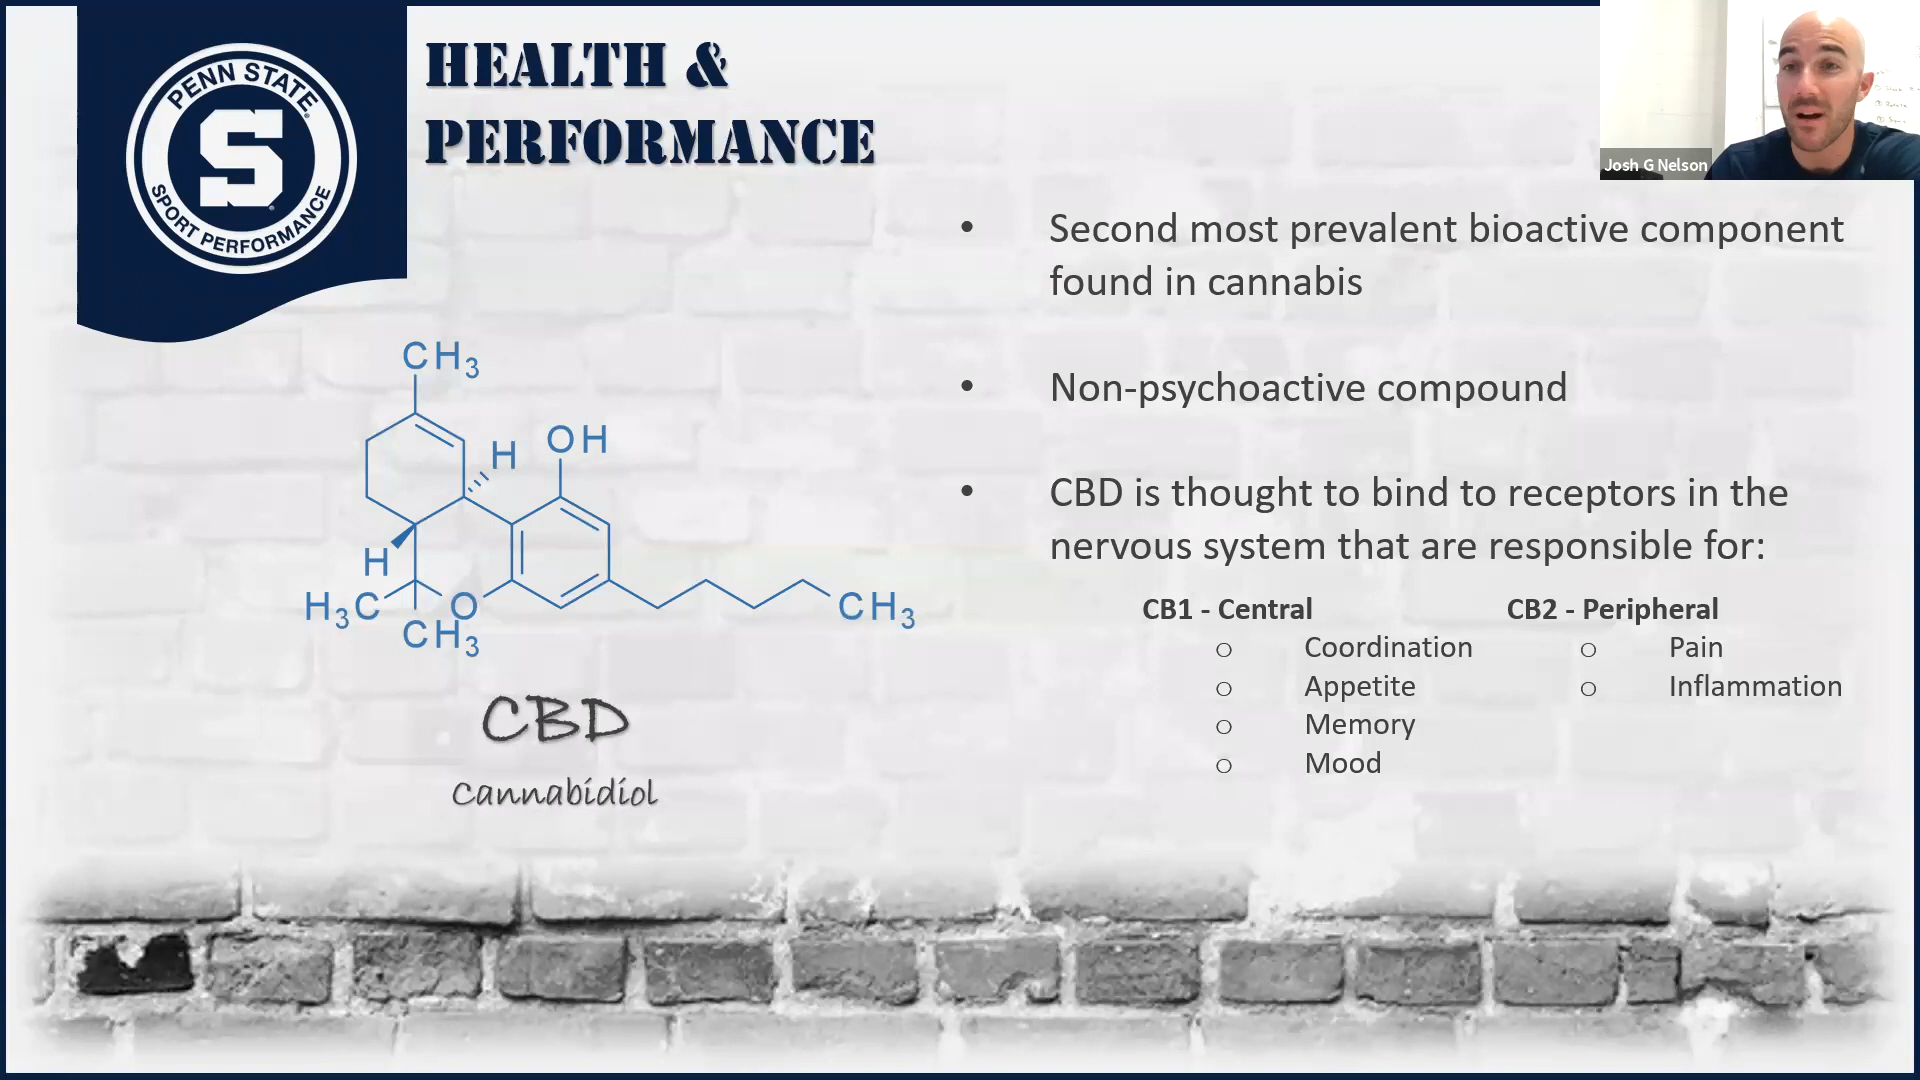 PENN STATE
S
SPORT PERFORMANCE
HEALTH &
PERFORMANCE
Josh G Nelson
• Second most prevalent bioactive component
found in cannabis
• Non-psychoactive compound
• CBD is thought to bind to receptors in the
nervous system that are responsible for:
CB1 - Central
o Coordination
o Appetite
o Memory
o Mood
CB2 - Peripheral
o Pain
o Inflammation
CH3
H
OH
H
H3C
O
CH3
CH3
CBD
Cannabidiol